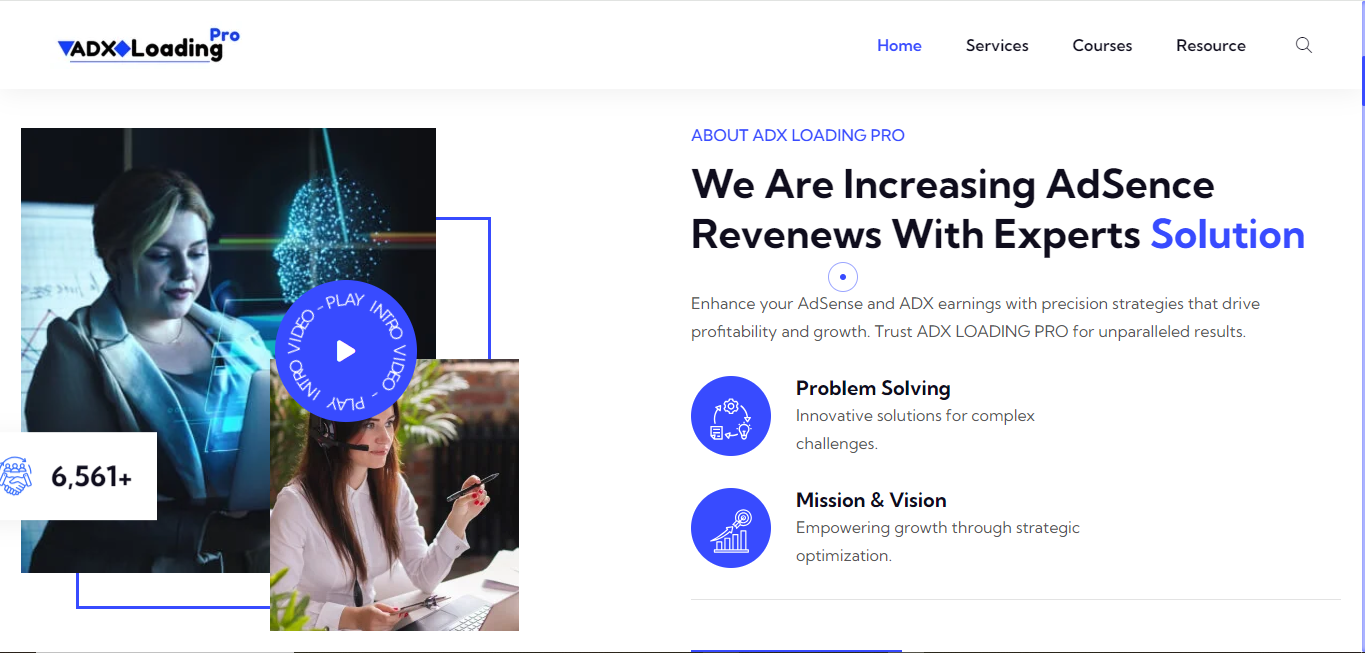 ADX Loading Pro
Home Services Courses Resource
ABOUT ADX LOADING PRO
We Are Increasing AdSence
Revenews With Experts Solution
Enhance your AdSense and ADX earnings with precision strategies that drive
profitability and growth. Trust ADX LOADING PRO for unparalleled results.
PLAY INTRO VIDEO - PLAY INTRO VIDEO -
Problem Solving
Innovative solutions for complex
challenges.
6,561+
Mission & Vision
Empowering growth through strategic
optimization.